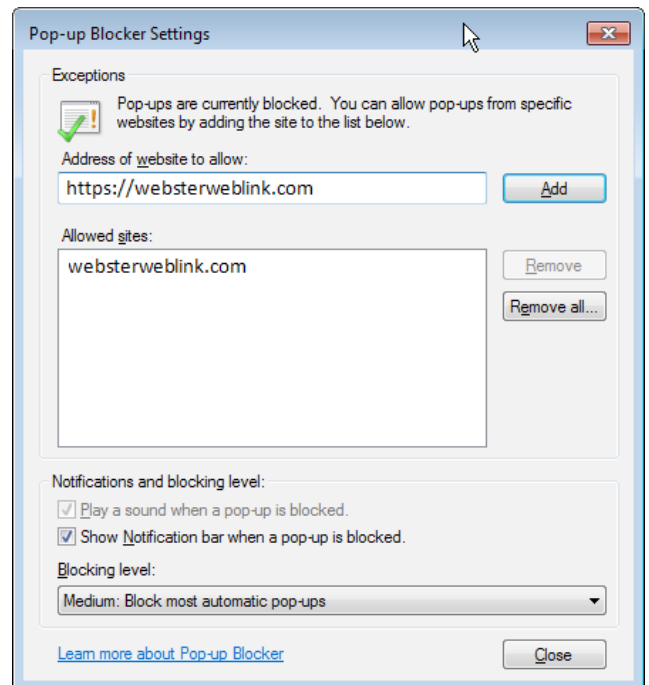 Pop-up Blocker Settings
Exceptions
Pop-ups are currently blocked. You can allow pop-ups from specific
websites by adding the site to the list below.
Address of website to allow:
https://websterweblink.com
Add
Allowed sites:
websterweblink.com
Remove
Remove all...
Notifications and blocking level:
Play a sound when a pop-up is blocked.
Show Notification bar when a pop-up is blocked.
Blocking level:
Medium: Block most automatic pop-ups
Learn more about Pop-up Blocker
Close